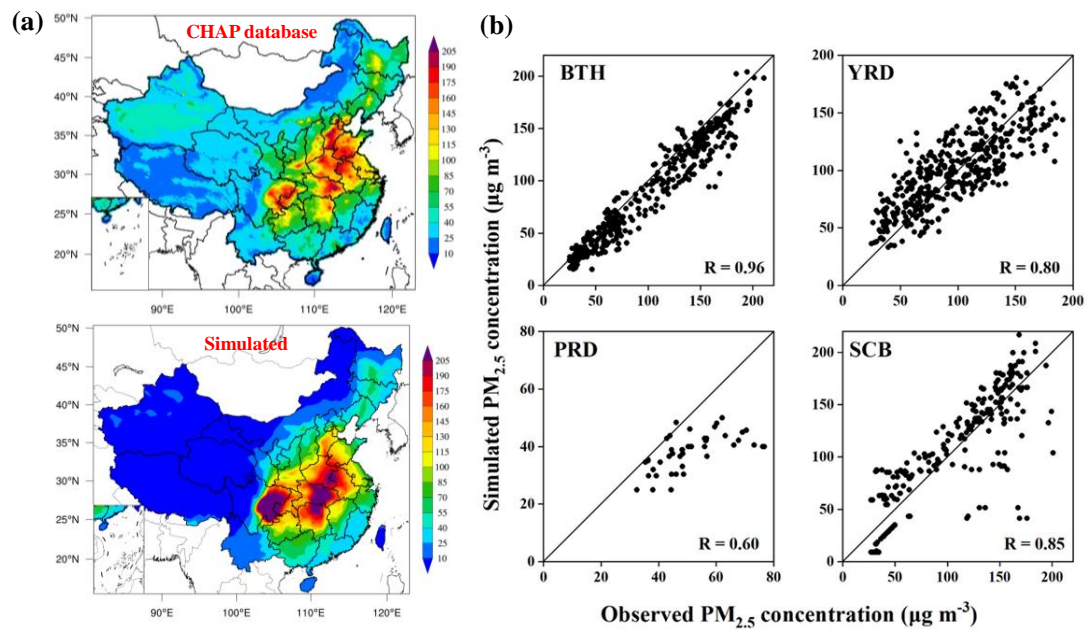 (a)
CHAP database
50°N
45°N
40°N
35°N
30°N
25°N
20°N
90°E 100°E 110°E 120°E
205
190
175
160
145
130
115
100
85
70
55
40
25
10
Simulated
50°N
45°N
40°N
35°N
30°N
25°N
20°N
90°E 100°E 110°E 120°E
205
190
175
160
145
130
115
100
85
70
55
40
25
10
(b)
Simulated PM2.5 concentration (μg m−3)
BTH
200
150
100
50
0
0 50 100 150 200
R = 0.96
YRD
200
150
100
50
0
0 50 100 150 200
R = 0.80
PRD
80
60
40
20
0
0 20 40 60 80
R = 0.60
SCB
200
150
100
50
0
0 50 100 150 200
R = 0.85
Observed PM2.5 concentration (μg m−3)